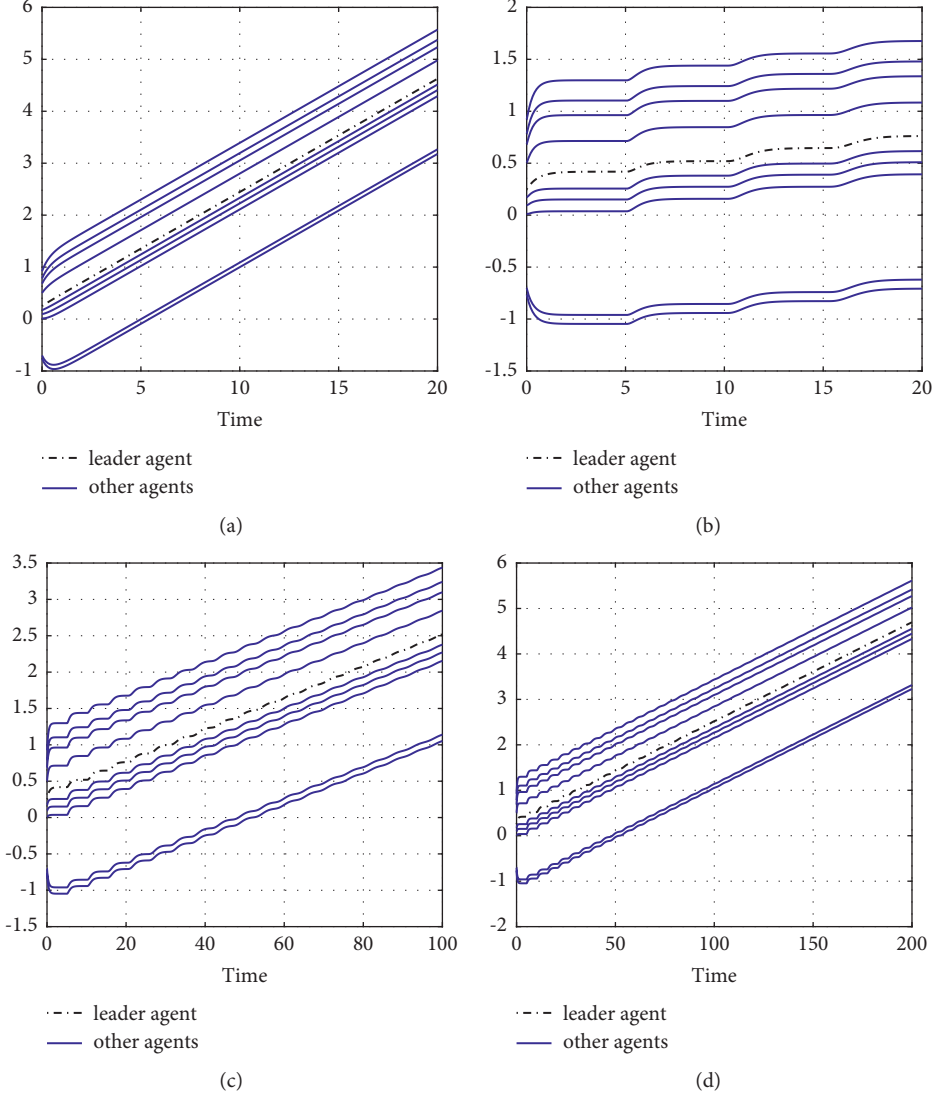 6
5
4
3
2
1
0
-1
0 5 10 15 20
Time
leader agent
other agents
(a)
2
1.5
1
0.5
0
-0.5
-1
-1.5
0 5 10 15 20
Time
leader agent
other agents
(b)
3.5
3
2.5
2
1.5
1
0.5
0
-0.5
-1
-1.5
0 20 40 60 80 100
Time
leader agent
other agents
(c)
6
5
4
3
2
1
0
-1
-2
0 50 100 150 200
Time
leader agent
other agents
(d)